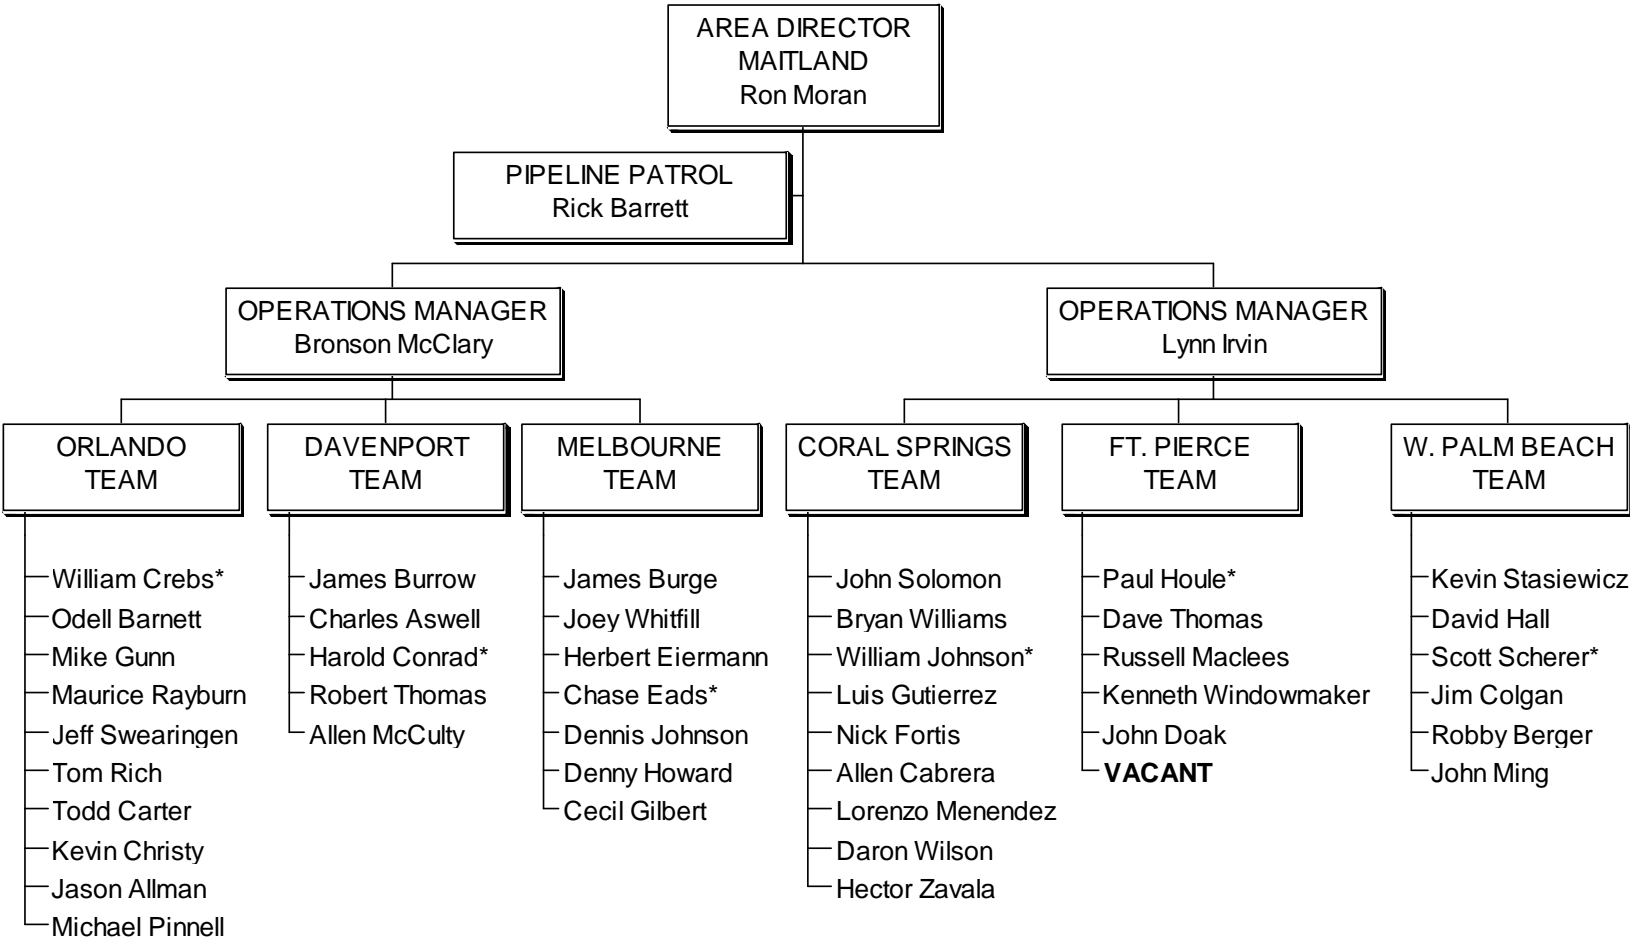 AREA DIRECTOR
MAITLAND
Ron Moran
PIPELINE PATROL
Rick Barrett
OPERATIONS MANAGER
Bronson McClary
OPERATIONS MANAGER
Lynn Irvin
ORLANDO
TEAM
William Crebs*
Odell Barnett
Mike Gunn
Maurice Rayburn
Jeff Swearingen
Tom Rich
Todd Carter
Kevin Christy
Jason Allman
Michael Pinnell
DAVENPORT
TEAM
James Burrow
Charles Aswell
Harold Conrad*
Robert Thomas
Allen McCulty
MELBOURNE
TEAM
James Burge
Joey Whitfill
Herbert Eiermann
Chase Eads*
Dennis Johnson
Denny Howard
Cecil Gilbert
CORAL SPRINGS
TEAM
John Solomon
Bryan Williams
William Johnson*
Luis Gutierrez
Nick Fortis
Allen Cabrera
Lorenzo Menendez
Daron Wilson
Hector Zavala
FT. PIERCE
TEAM
Paul Houle*
Dave Thomas
Russell Maclees
Kenneth Windowmaker
John Doak
VACANT
W. PALM BEACH
TEAM
Kevin Stasiewicz
David Hall
Scott Scherer*
Jim Colgan
Robby Berger
John Ming